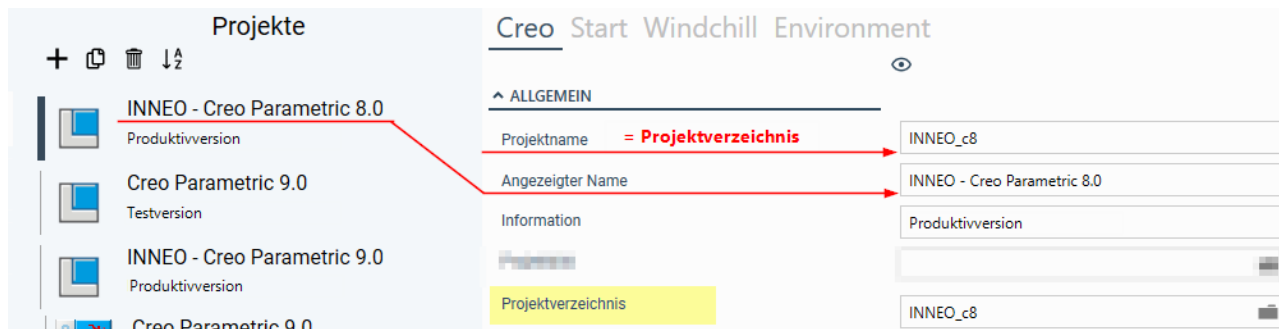 Projekte
INNEO - Creo Parametric 8.0
Produktivversion
Creo Parametric 9.0
Testversion
INNEO - Creo Parametric 9.0
Produktivversion
Creo Parametric 9.0
Creo Start Windchill Environment
ALLGEMEIN
Projektname = Projektverzeichnis INNEO_c8
Angezeigter Name INNEO - Creo Parametric 8.0
Information Produktivversion
Projektverzeichnis INNEO_c8